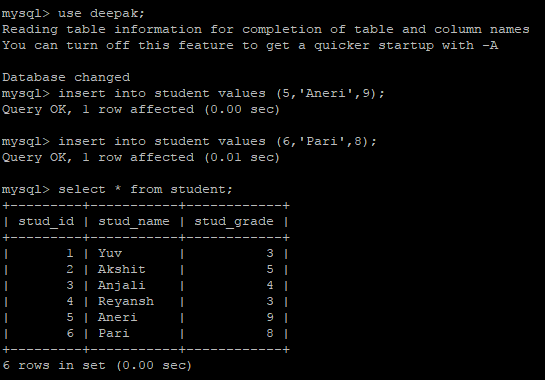 mysql> use deepak;
Reading table information for completion of table and column names
You can turn off this feature to get a quicker startup with -A

Database changed
mysql> insert into student values (5,'Aneri',9);
Query OK, 1 row affected (0.00 sec)

mysql> insert into student values (6,'Pari',8);
Query OK, 1 row affected (0.01 sec)

mysql> select * from student;
+---------+-----------+------------+
| stud_id | stud_name | stud_grade |
+---------+-----------+------------+
|       1 | Yuv       |          3 |
|       2 | Akshit    |          5 |
|       3 | Anjali    |          4 |
|       4 | Reyansh   |          3 |
|       5 | Aneri     |          9 |
|       6 | Pari      |          8 |
+---------+-----------+------------+
6 rows in set (0.00 sec)